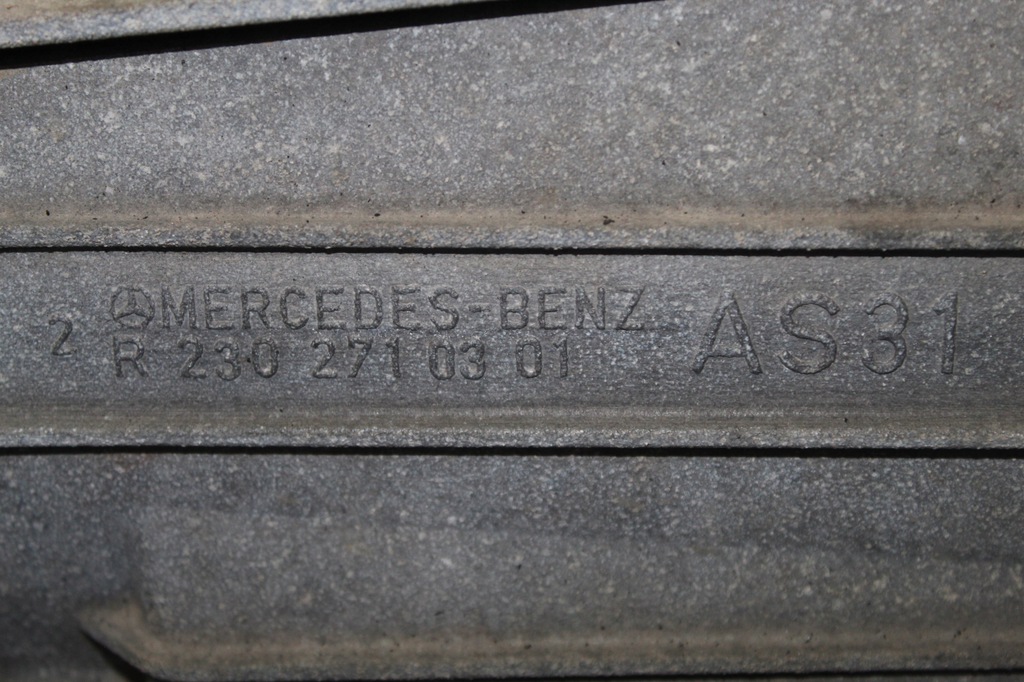 2
MERCEDES-BENZ
R 230 271 03 01
AS31